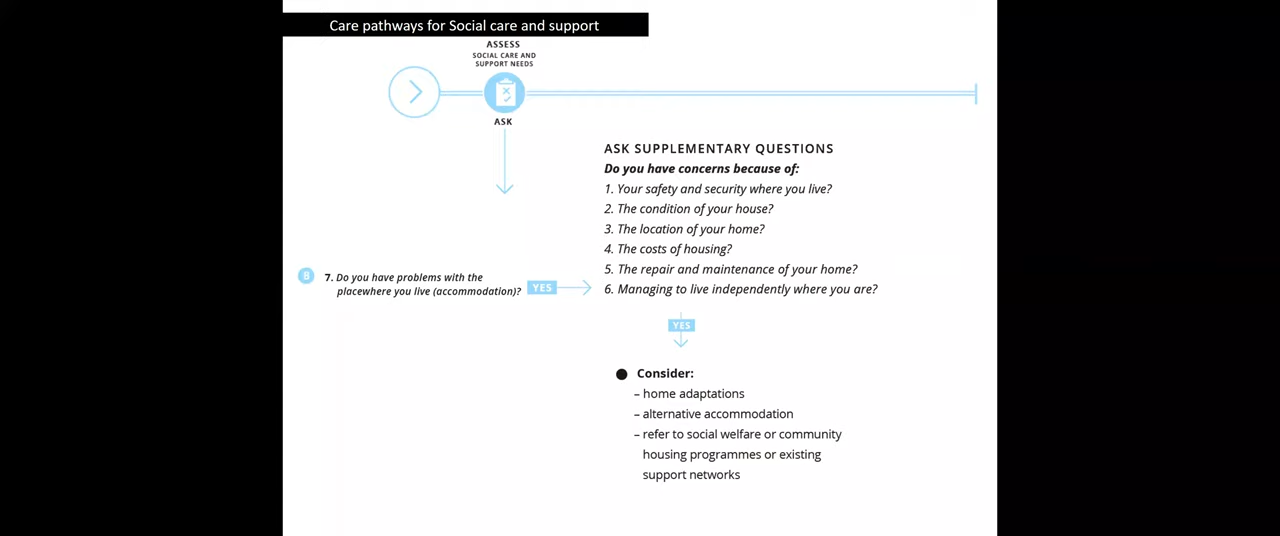 Care pathways for Social care and support
ASSESS
SOCIAL CARE AND
SUPPORT NEEDS
ASK
ASK SUPPLEMENTARY QUESTIONS
Do you have concerns because of:
1. Your safety and security where you live?
2. The condition of your house?
3. The location of your home?
4. The costs of housing?
5. The repair and maintenance of your home?
6. Managing to live independently where you are?
8
7. Do you have problems with the
placewhere you live (accommodation)?
YES
YES
● Consider:
– home adaptations
– alternative accommodation
– refer to social welfare or community
housing programmes or existing
support networks